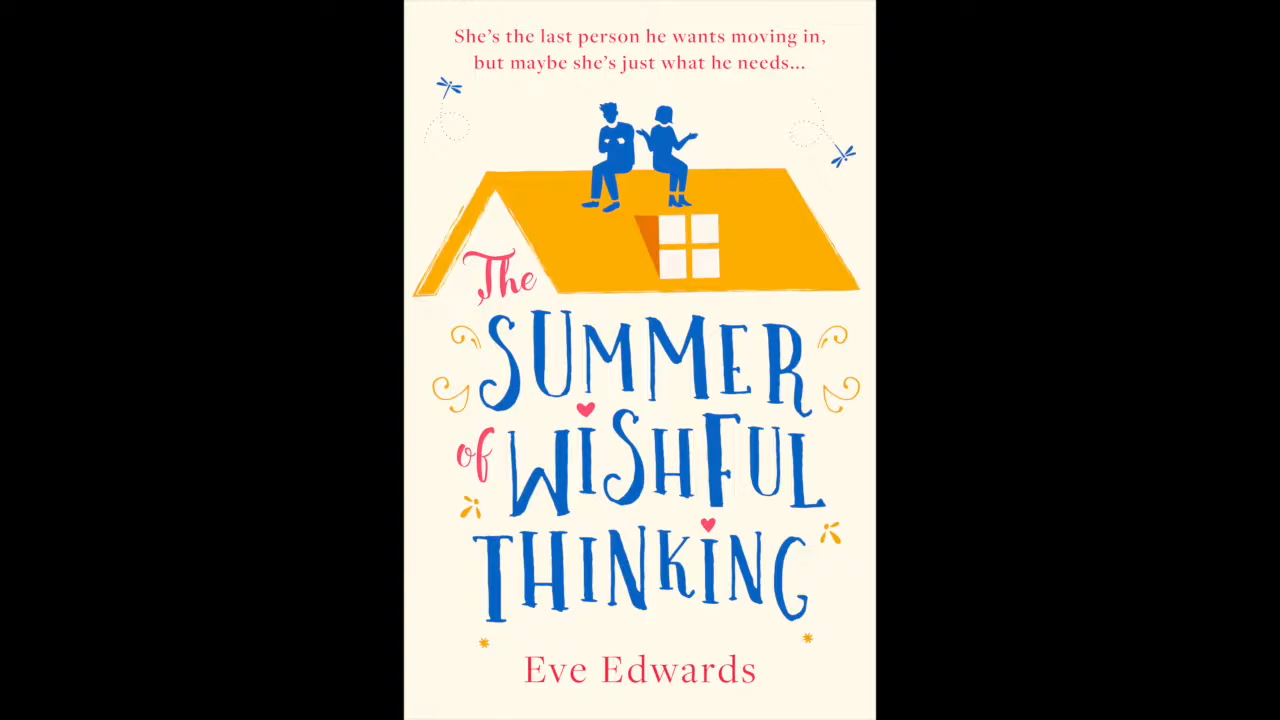 She's the last person he wants moving in,
but maybe she's just what he needs...
The
SUMMER
of WiSHFUL
THINKiNG
Eve Edwards